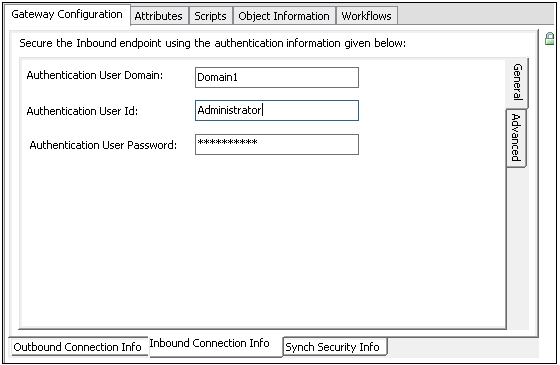 Gateway Configuration Attributes Scripts Object Information Workflows
Secure the Inbound endpoint using the authentication information given below:
Authentication User Domain: Domain1
Authentication User Id: Administrator
Authentication User Password: **********
General
Advanced
Outbound Connection Info Inbound Connection Info Synch Security Info